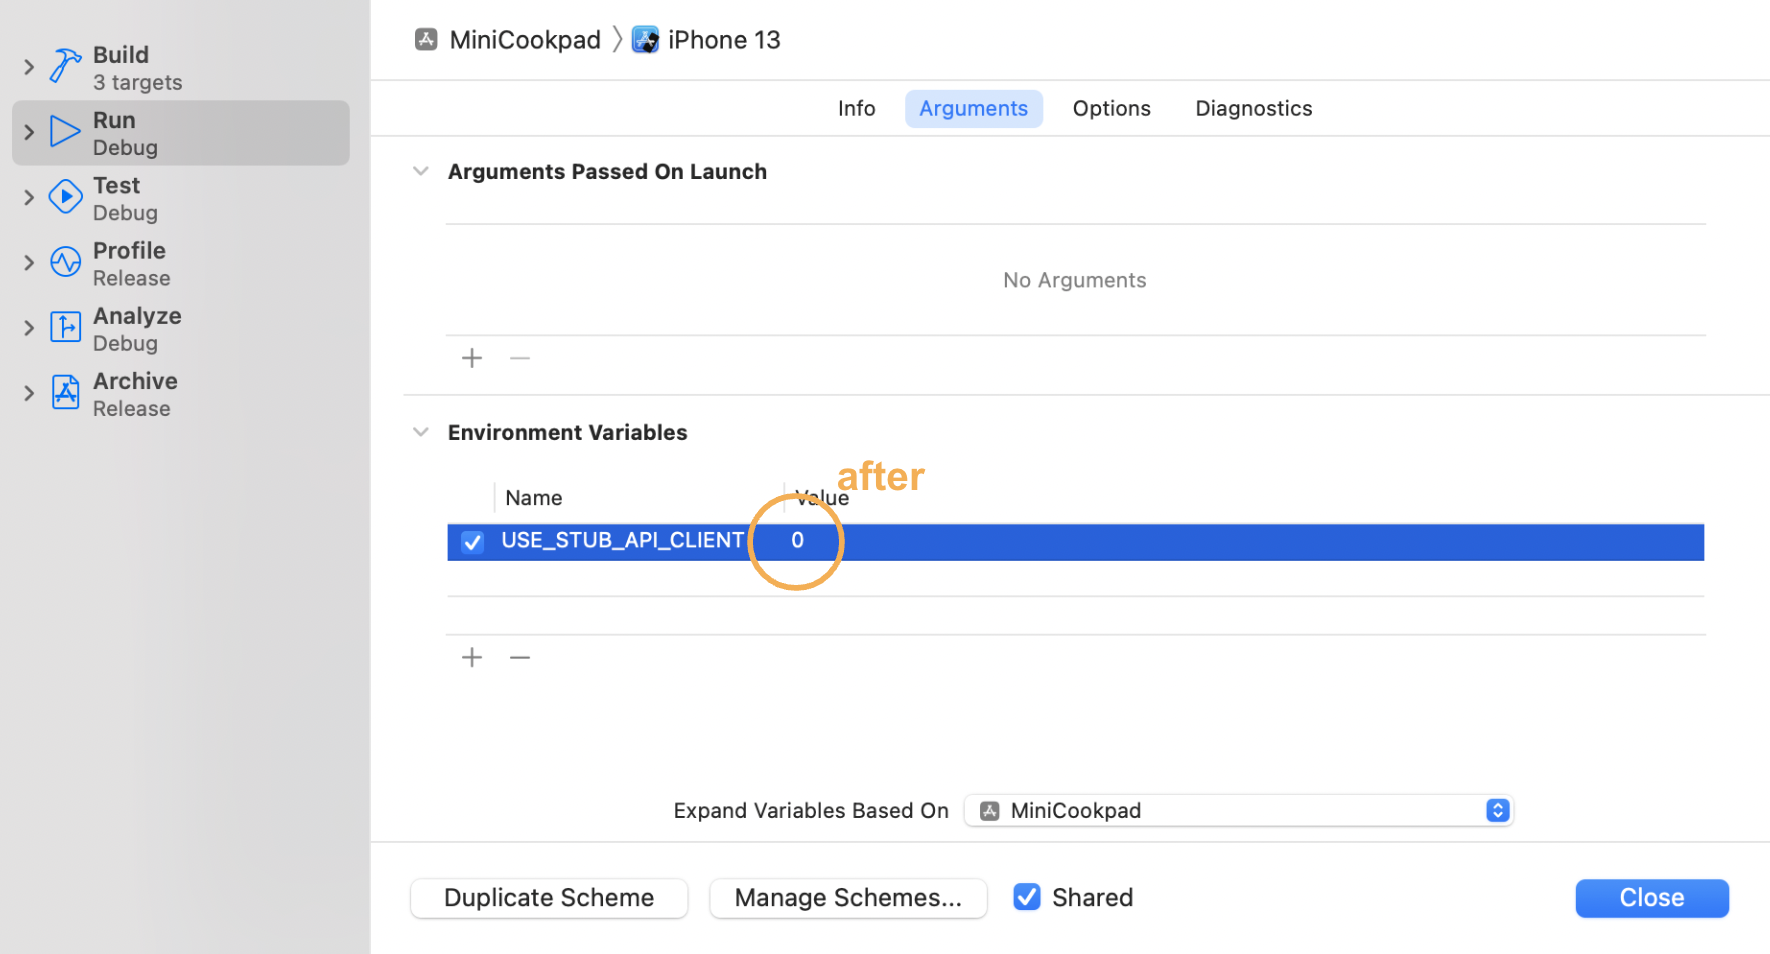 MiniCookpad 〉 iPhone 13
Build
3 targets
Run
Debug
Test
Debug
Profile
Release
Analyze
Debug
Archive
Release
Info Arguments Options Diagnostics
Arguments Passed On Launch
No Arguments
+ −
Environment Variables
after
Name Value
USE_STUB_API_CLIENT 0
+ −
Expand Variables Based On MiniCookpad
Duplicate Scheme Manage Schemes... Shared Close